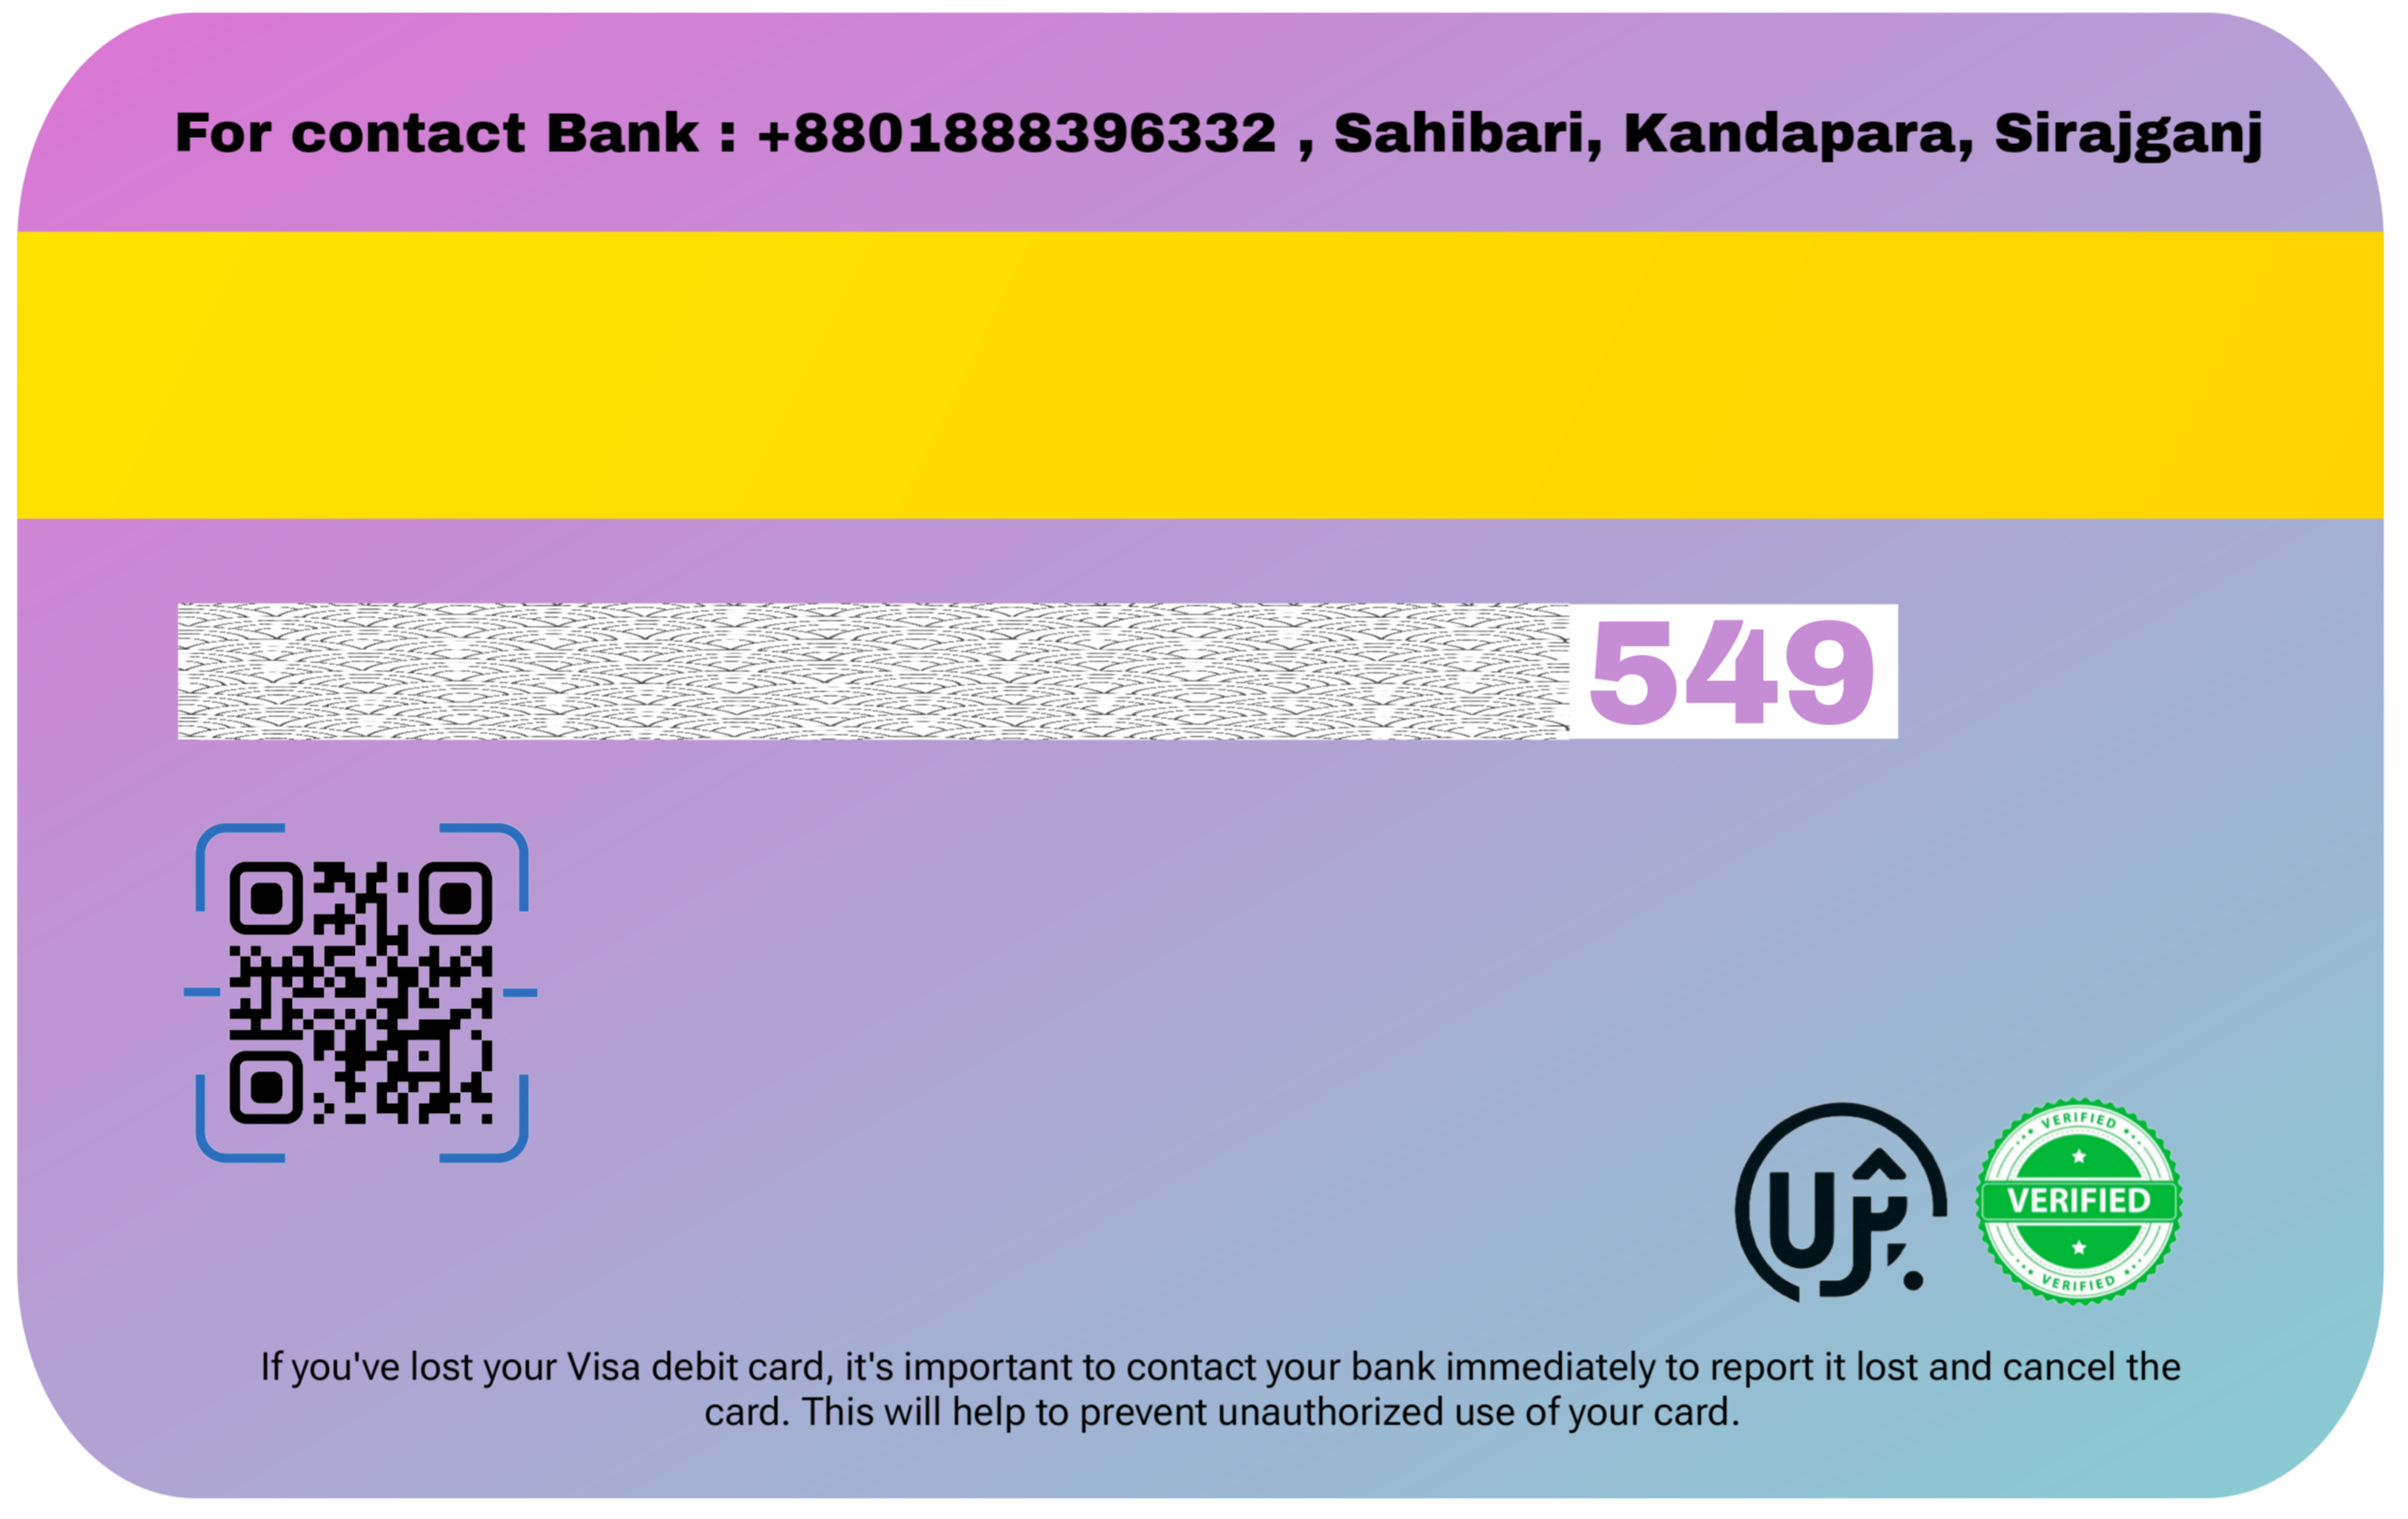 For contact Bank : +8801888396332 , Sahibari, Kandapara, Sirajganj
549
VERIFIED
VERIFIED
VERIFIED
If you've lost your Visa debit card, it's important to contact your bank immediately to report it lost and cancel the
card. This will help to prevent unauthorized use of your card.